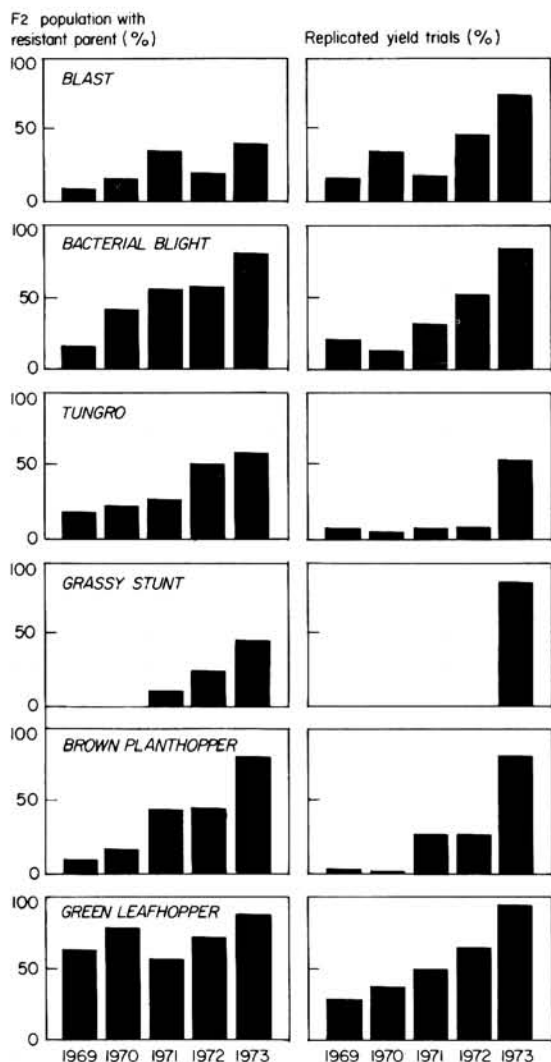 F2 population with
resistant parent (%)
Replicated yield trials (%)
100
50
0
BLAST
100
50
0
BACTERIAL BLIGHT
100
50
0
TUNGRO
100
50
0
GRASSY STUNT
100
50
0
BROWN PLANTHOPPER
100
50
0
GREEN LEAFHOPPER
1969 1970 1971 1972 1973
1969 1970 1971 1972 1973